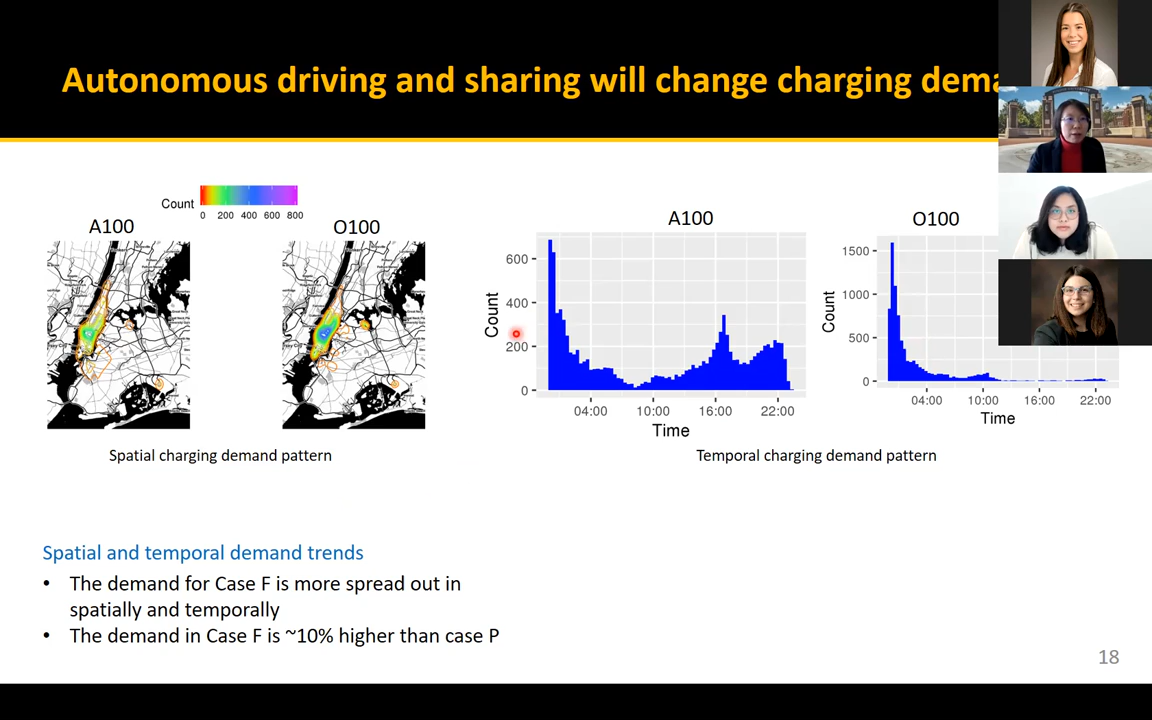 Autonomous driving and sharing will change charging
Count
0 200 400 600 800
A100
O100
Spatial charging demand pattern
A100
Count
600
400
200
0
04:00 10:00 16:00 22:00
Time
O100
Count
1500
1000
500
0
04:00 10:00 16:00 22:00
Time
Temporal charging demand pattern
Spatial and temporal demand trends
• The demand for Case F is more spread out in
spatially and temporally
• The demand in Case F is ~10% higher than case P
18